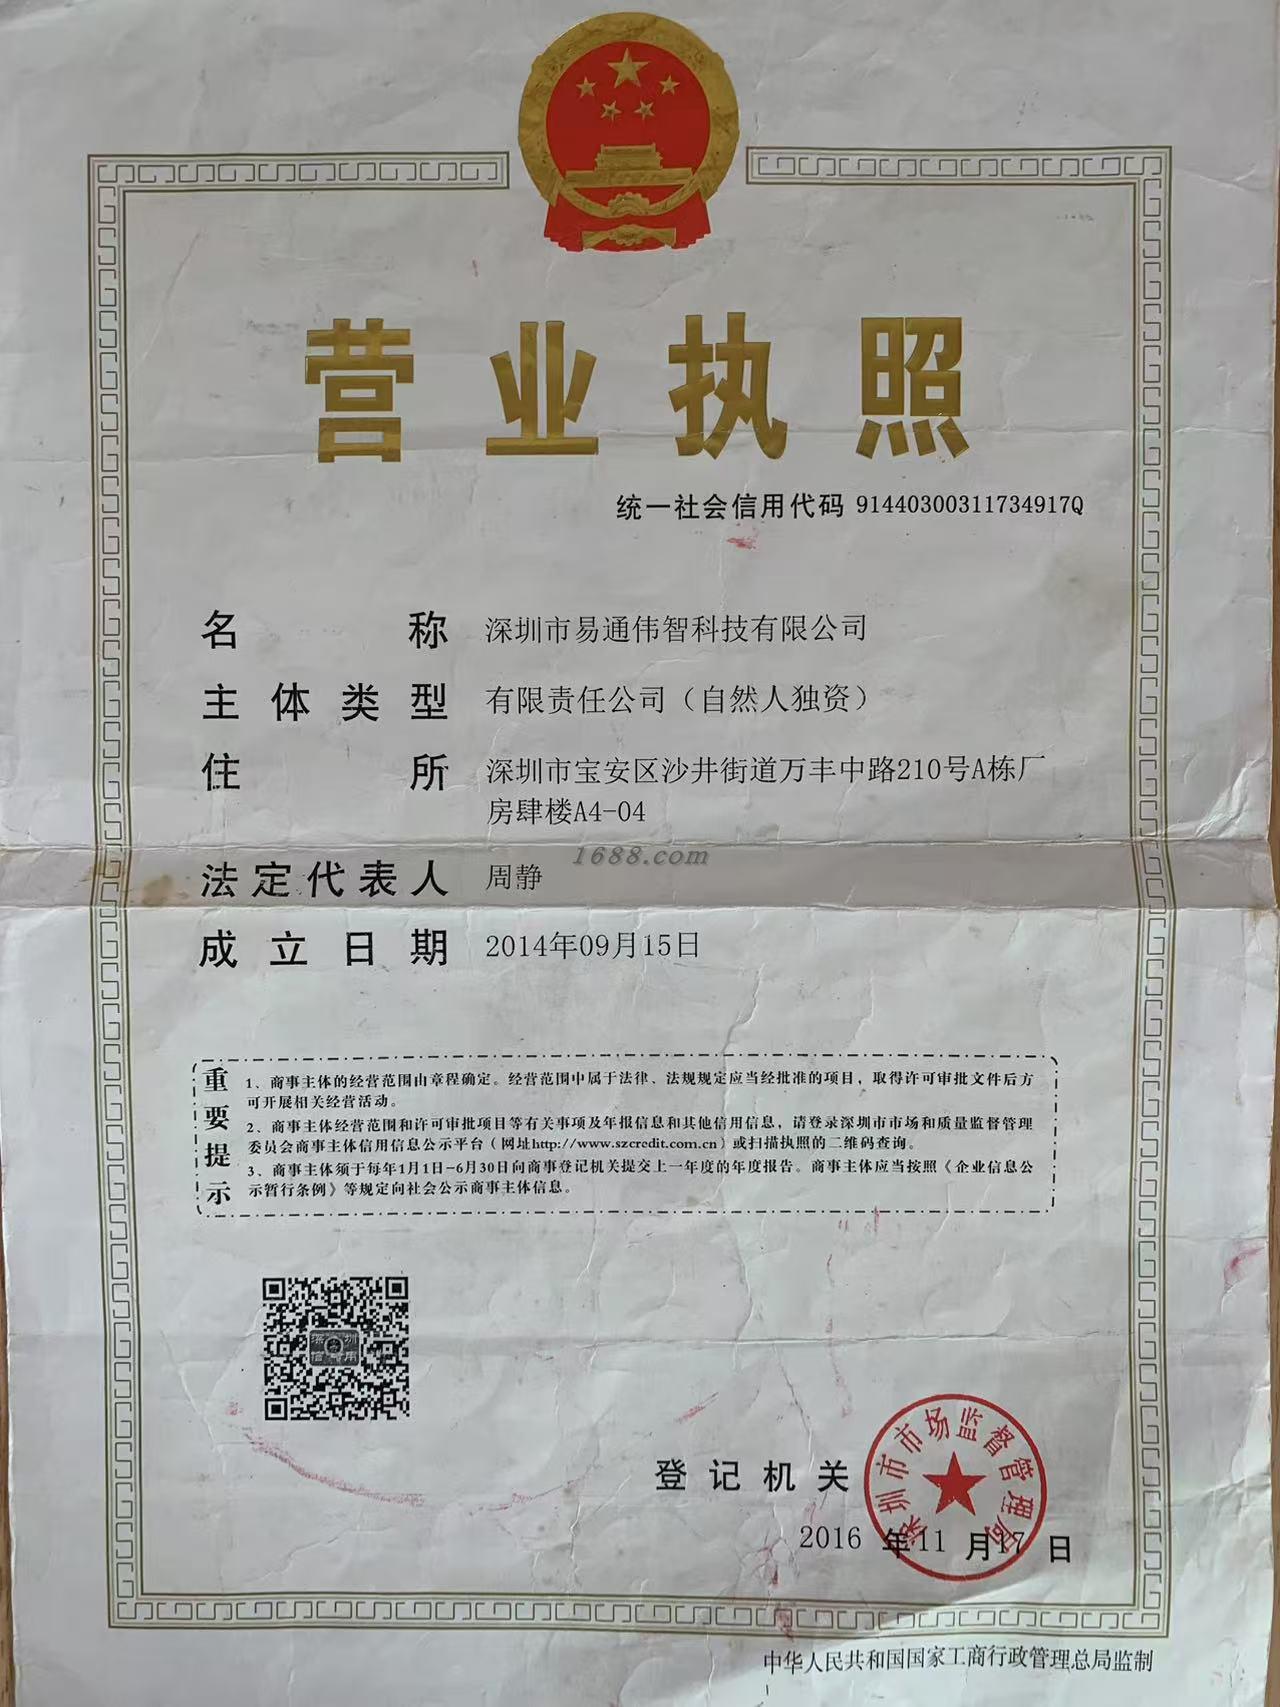 营业执照
统一社会信用代码 91440300311734917Q
名称 深圳市易通伟智科技有限公司
主体类型 有限责任公司（自然人独资）
住所 深圳市宝安区沙井街道万丰中路210号A栋厂
房肆楼A4-04
1688.com
法定代表人 周静
成立日期 2014年09月15日
重要提示
1、商事主体的经营范围由章程确定。经营范围中属于法律、法规规定应当经批准的项目，取得许可审批文件后方
可开展相关经营活动。
2、商事主体经营范围和许可审批项目等有关事项及年报信息和其他信用信息，请登录深圳市市场和质量监督管理
委员会商事主体信用信息公示平台（网址http://www.szcredit.com.cn）或扫描执照的二维码查询。
3、商事主体须于每年1月1日-6月30日向商事登记机关提交上一年度的年度报告。商事主体应当按照《企业信息公
示暂行条例》等规定向社会公示商事主体信息。
深圳
信用
登记机关
深圳市市场监督管理局
2016 年 11 月 17 日
中华人民共和国国家工商行政管理总局监制